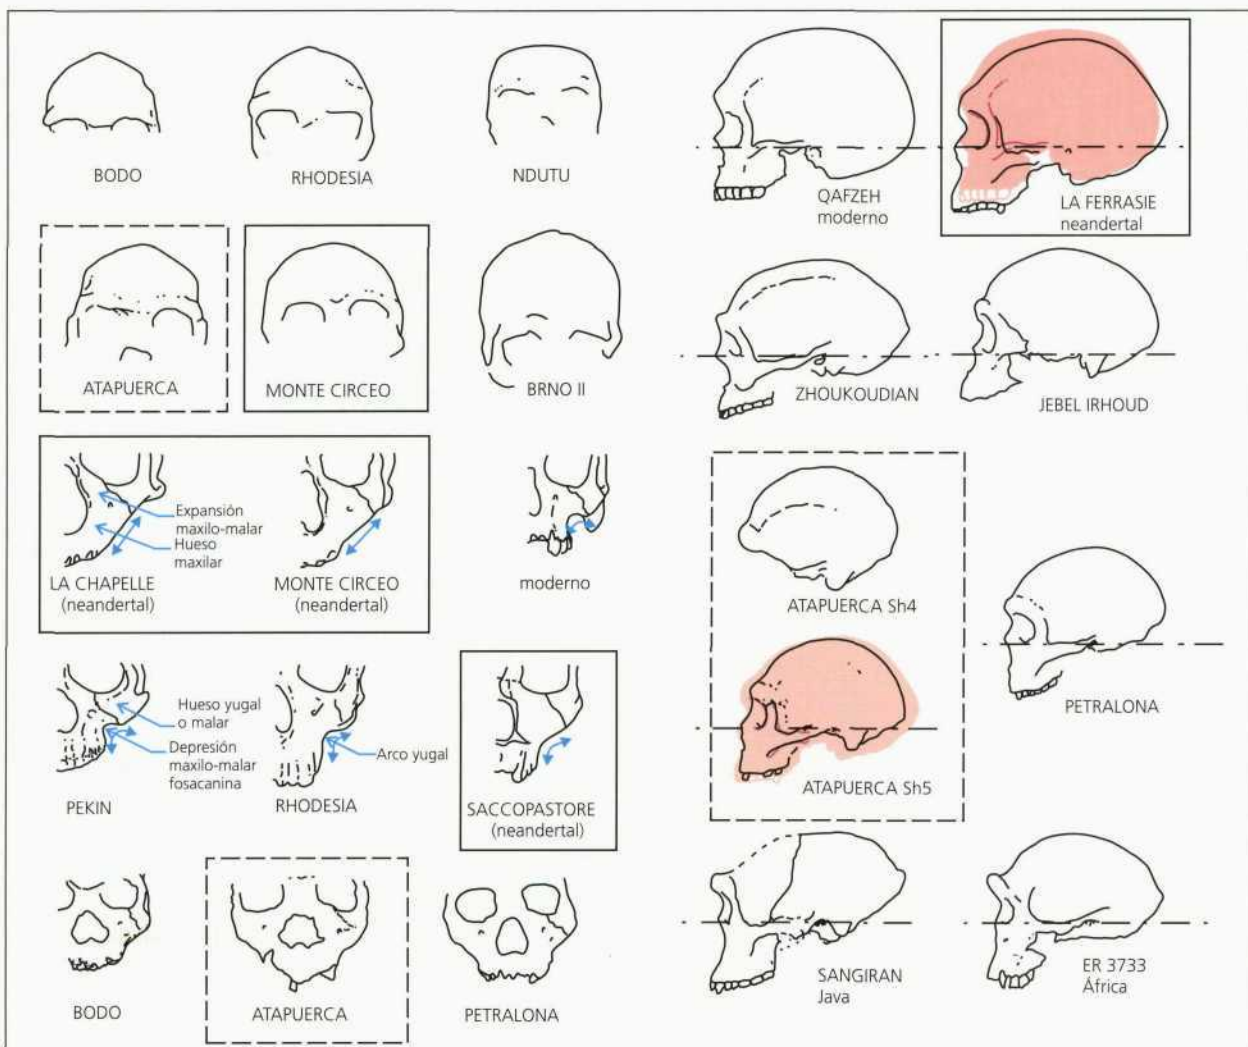 BODO
RHODESIA
NDUTU
QAFZEH
moderno
LA FERRASIE
neandertal
ATAPUERCA
MONTE CIRCEO
BRNO II
ZHOUKOUDIAN
JEBEL IRHOUD
Expansión
maxilo-malar
Hueso
maxilar
LA CHAPELLE
(neandertal)
MONTE CIRCEO
(neandertal)
moderno
ATAPUERCA Sh4
Hueso yugal
o malar
Depresión
maxilo-malar
fosacanina
PEKIN
Arco yugal
RHODESIA
SACCOPASTORE
(neandertal)
PETRALONA
ATAPUERCA Sh5
BODO
ATAPUERCA
PETRALONA
SANGIRAN
Java
ER 3733
África